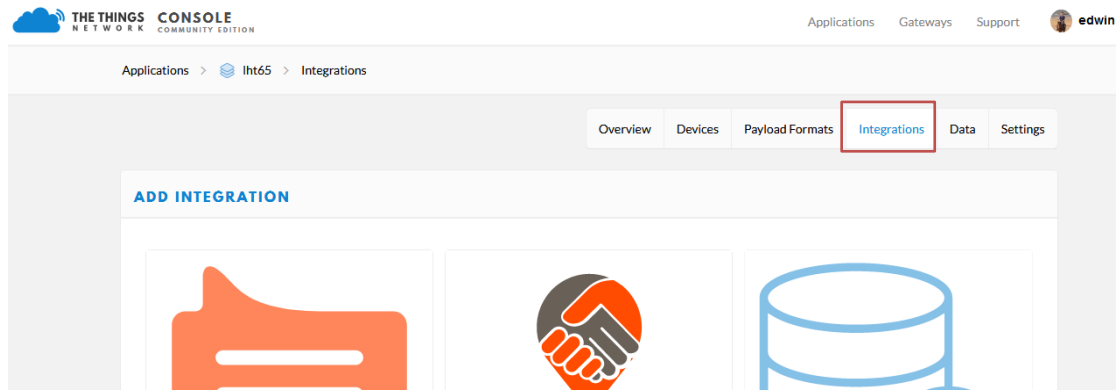 THE THINGS CONSOLE
NETWORK COMMUNITY EDITION
Applications Gateways Support edwin
Applications > lht65 > Integrations
Overview Devices Payload Formats Integrations Data Settings
ADD INTEGRATION